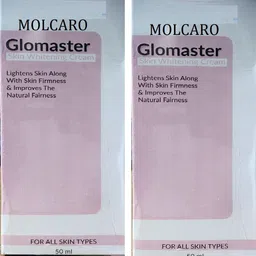 MOLCARO
Glomaster
Skin Whitening Cream
Lightens Skin Along
With Skin Firmness
& Improves The
Natural Fairness
FOR ALL SKIN TYPES
50 ml
MOLCARO
Glomaster
Skin Whitening Cream
Lightens Skin Along
With Skin Firmness
& Improves The
Natural Fairness
FOR ALL SKIN TYPES
50 ml